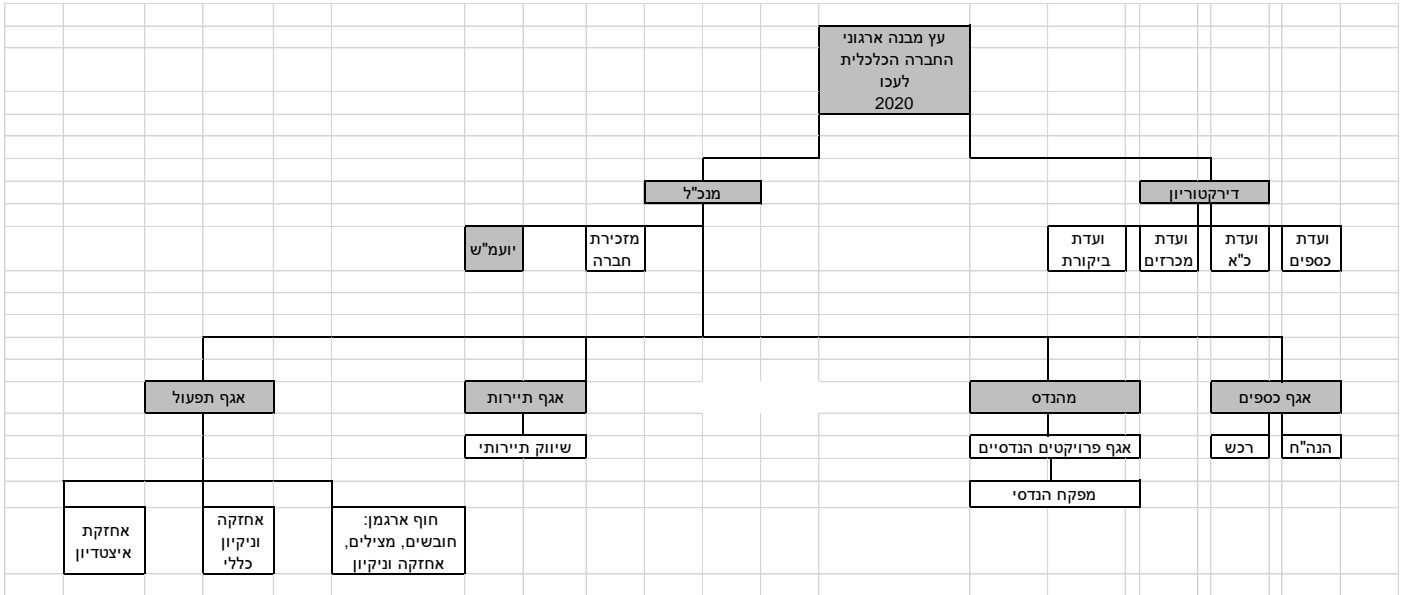 עץ מבנה ארגוני
החברה הכלכלית
לעכו
2020
דירקטוריון
מנכ"ל
ועדת
כספים
ועדת
כ"א
ועדת
מכרזים
ועדת
ביקורת
מזכירת
חברה
יועמ"ש
אגף כספים
מהנדס
אגף תיירות
אגף תפעול
הנה"ח
רכש
אגף פרויקטים הנדסיים
שיווק תיירותי
מפקח הנדסי
חוף ארגמן:
חובשים, מצילים,
אחזקה וניקיון
אחזקה
וניקיון
כללי
אחזקת
איצטדיון